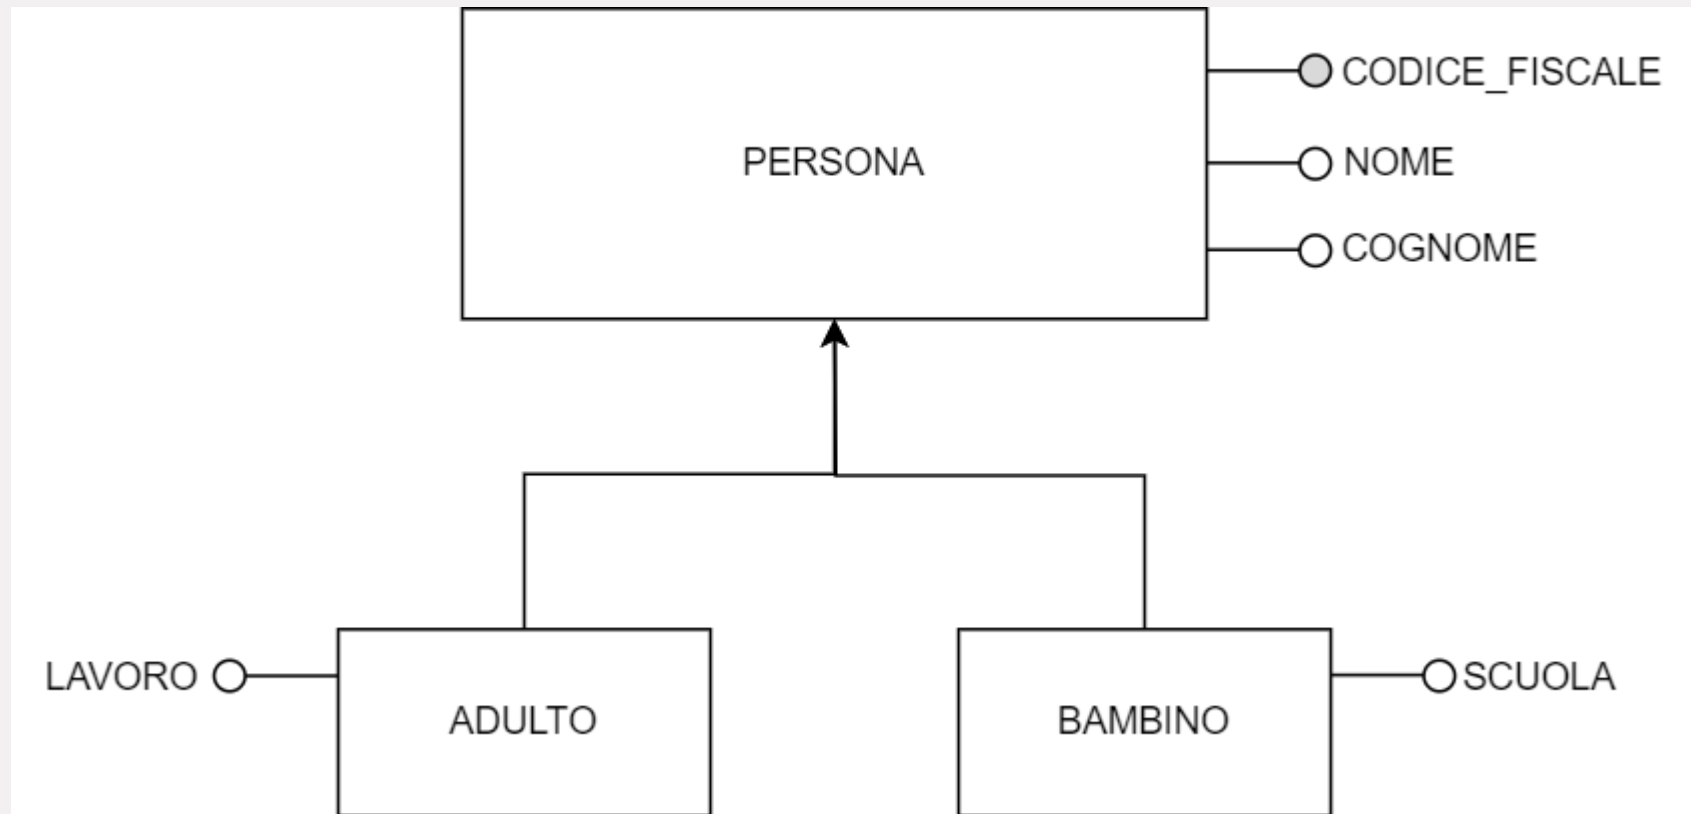 CODICE_FISCALE
PERSONA
NOME
COGNOME
LAVORO
ADULTO
BAMBINO
SCUOLA